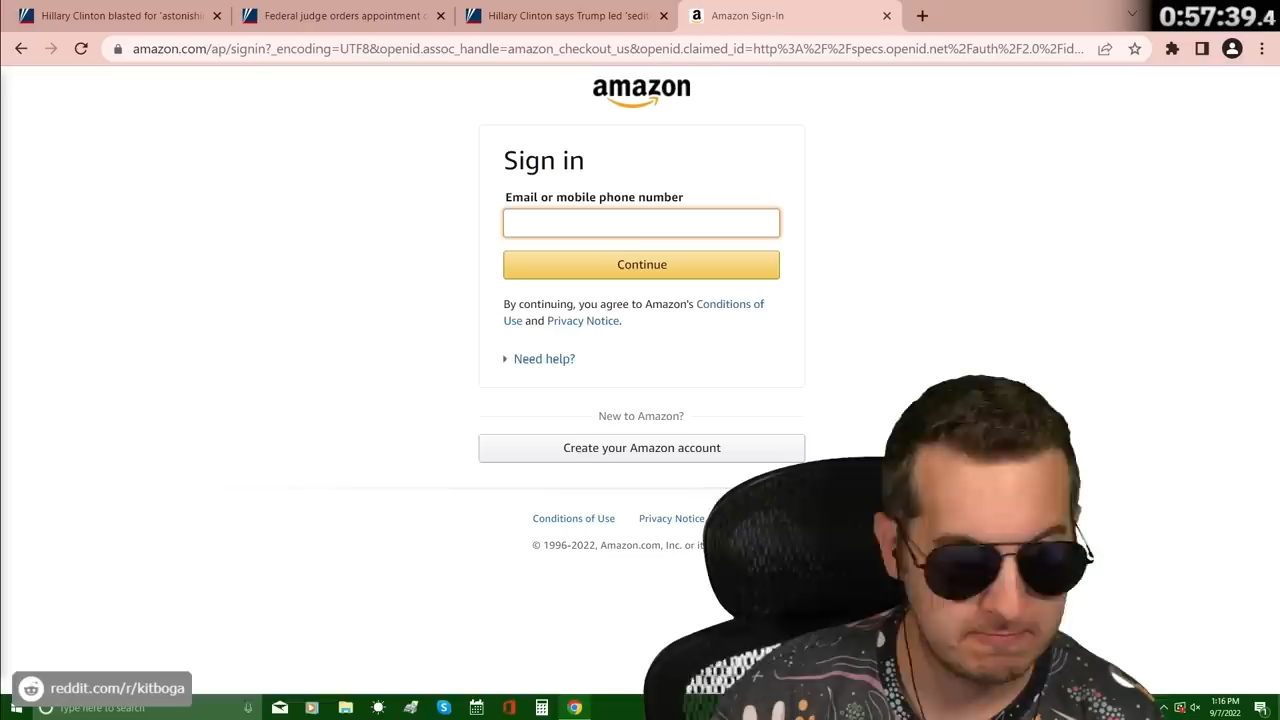 Hillary Clinton blasted for 'astonishi
Federal judge orders appointment o
Hillary Clinton says Trump led 'sedit
a
Amazon Sign-In
0:57:39.4
amazon.com/ap/signin?_encoding=UTF8&openid.assoc_handle=amazon_checkout_us&openid.claimed_id=http%3A%2F%2Fspecs.openid.net%2Fauth%2F2.0%2Fid...
amazon
Sign in
Email or mobile phone number
Continue
By continuing, you agree to Amazon's Conditions of
Use and Privacy Notice.
Need help?
New to Amazon?
Create your Amazon account
Conditions of Use Privacy Notice
© 1996-2022, Amazon.com, Inc. or it
reddit.com/r/kitboga
Type here to search
1:16 PM
9/7/2022